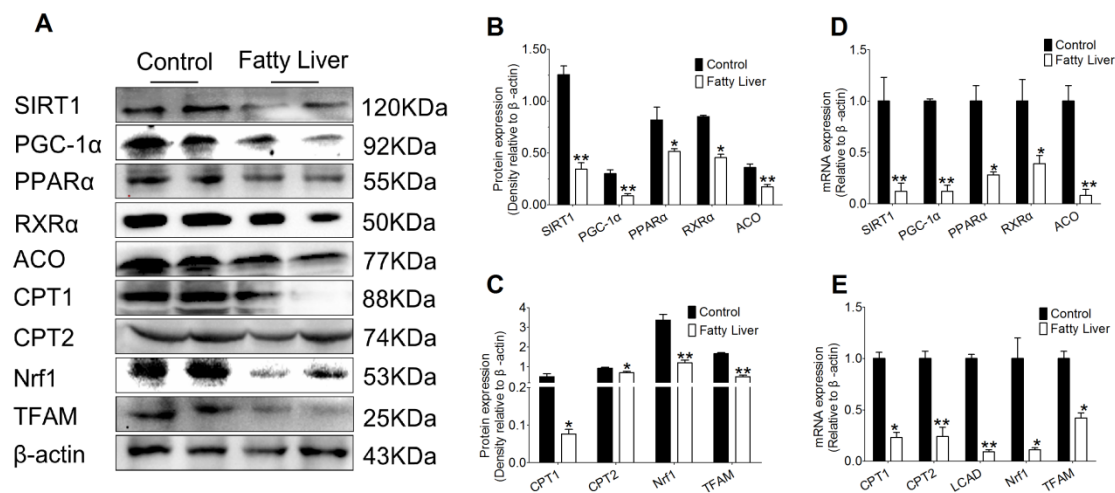 A
Control Fatty Liver
SIRT1 120KDa
PGC-1α 92KDa
PPARα 55KDa
RXRα 50KDa
ACO 77KDa
CPT1 88KDa
CPT2 74KDa
Nrf1 53KDa
TFAM 25KDa
β-actin 43KDa
B
Protein expression
(Density relative to β -actin)
1.50
1.00
0.50
0.00
Control
Fatty Liver
** ** * * **
SIRT1 PGC-1α PPARα RXRα ACO
C
Protein expression
(Density relative to β -actin)
4
3
2
1
0.2
0.1
0.0
Control
Fatty Liver
* * ** **
CPT1 CPT2 Nrf1 TFAM
D
mRNA expression
(Relative to β -actin)
1.5
1.0
0.5
0.0
Control
Fatty Liver
** ** * * **
SIRT1 PGC-1α PPARα RXRα ACO
E
mRNA expression
(Relative to β -actin)
1.5
1.0
0.5
0.0
Control
Fatty Liver
* ** ** * *
CPT1 CPT2 LCAD Nrf1 TFAM